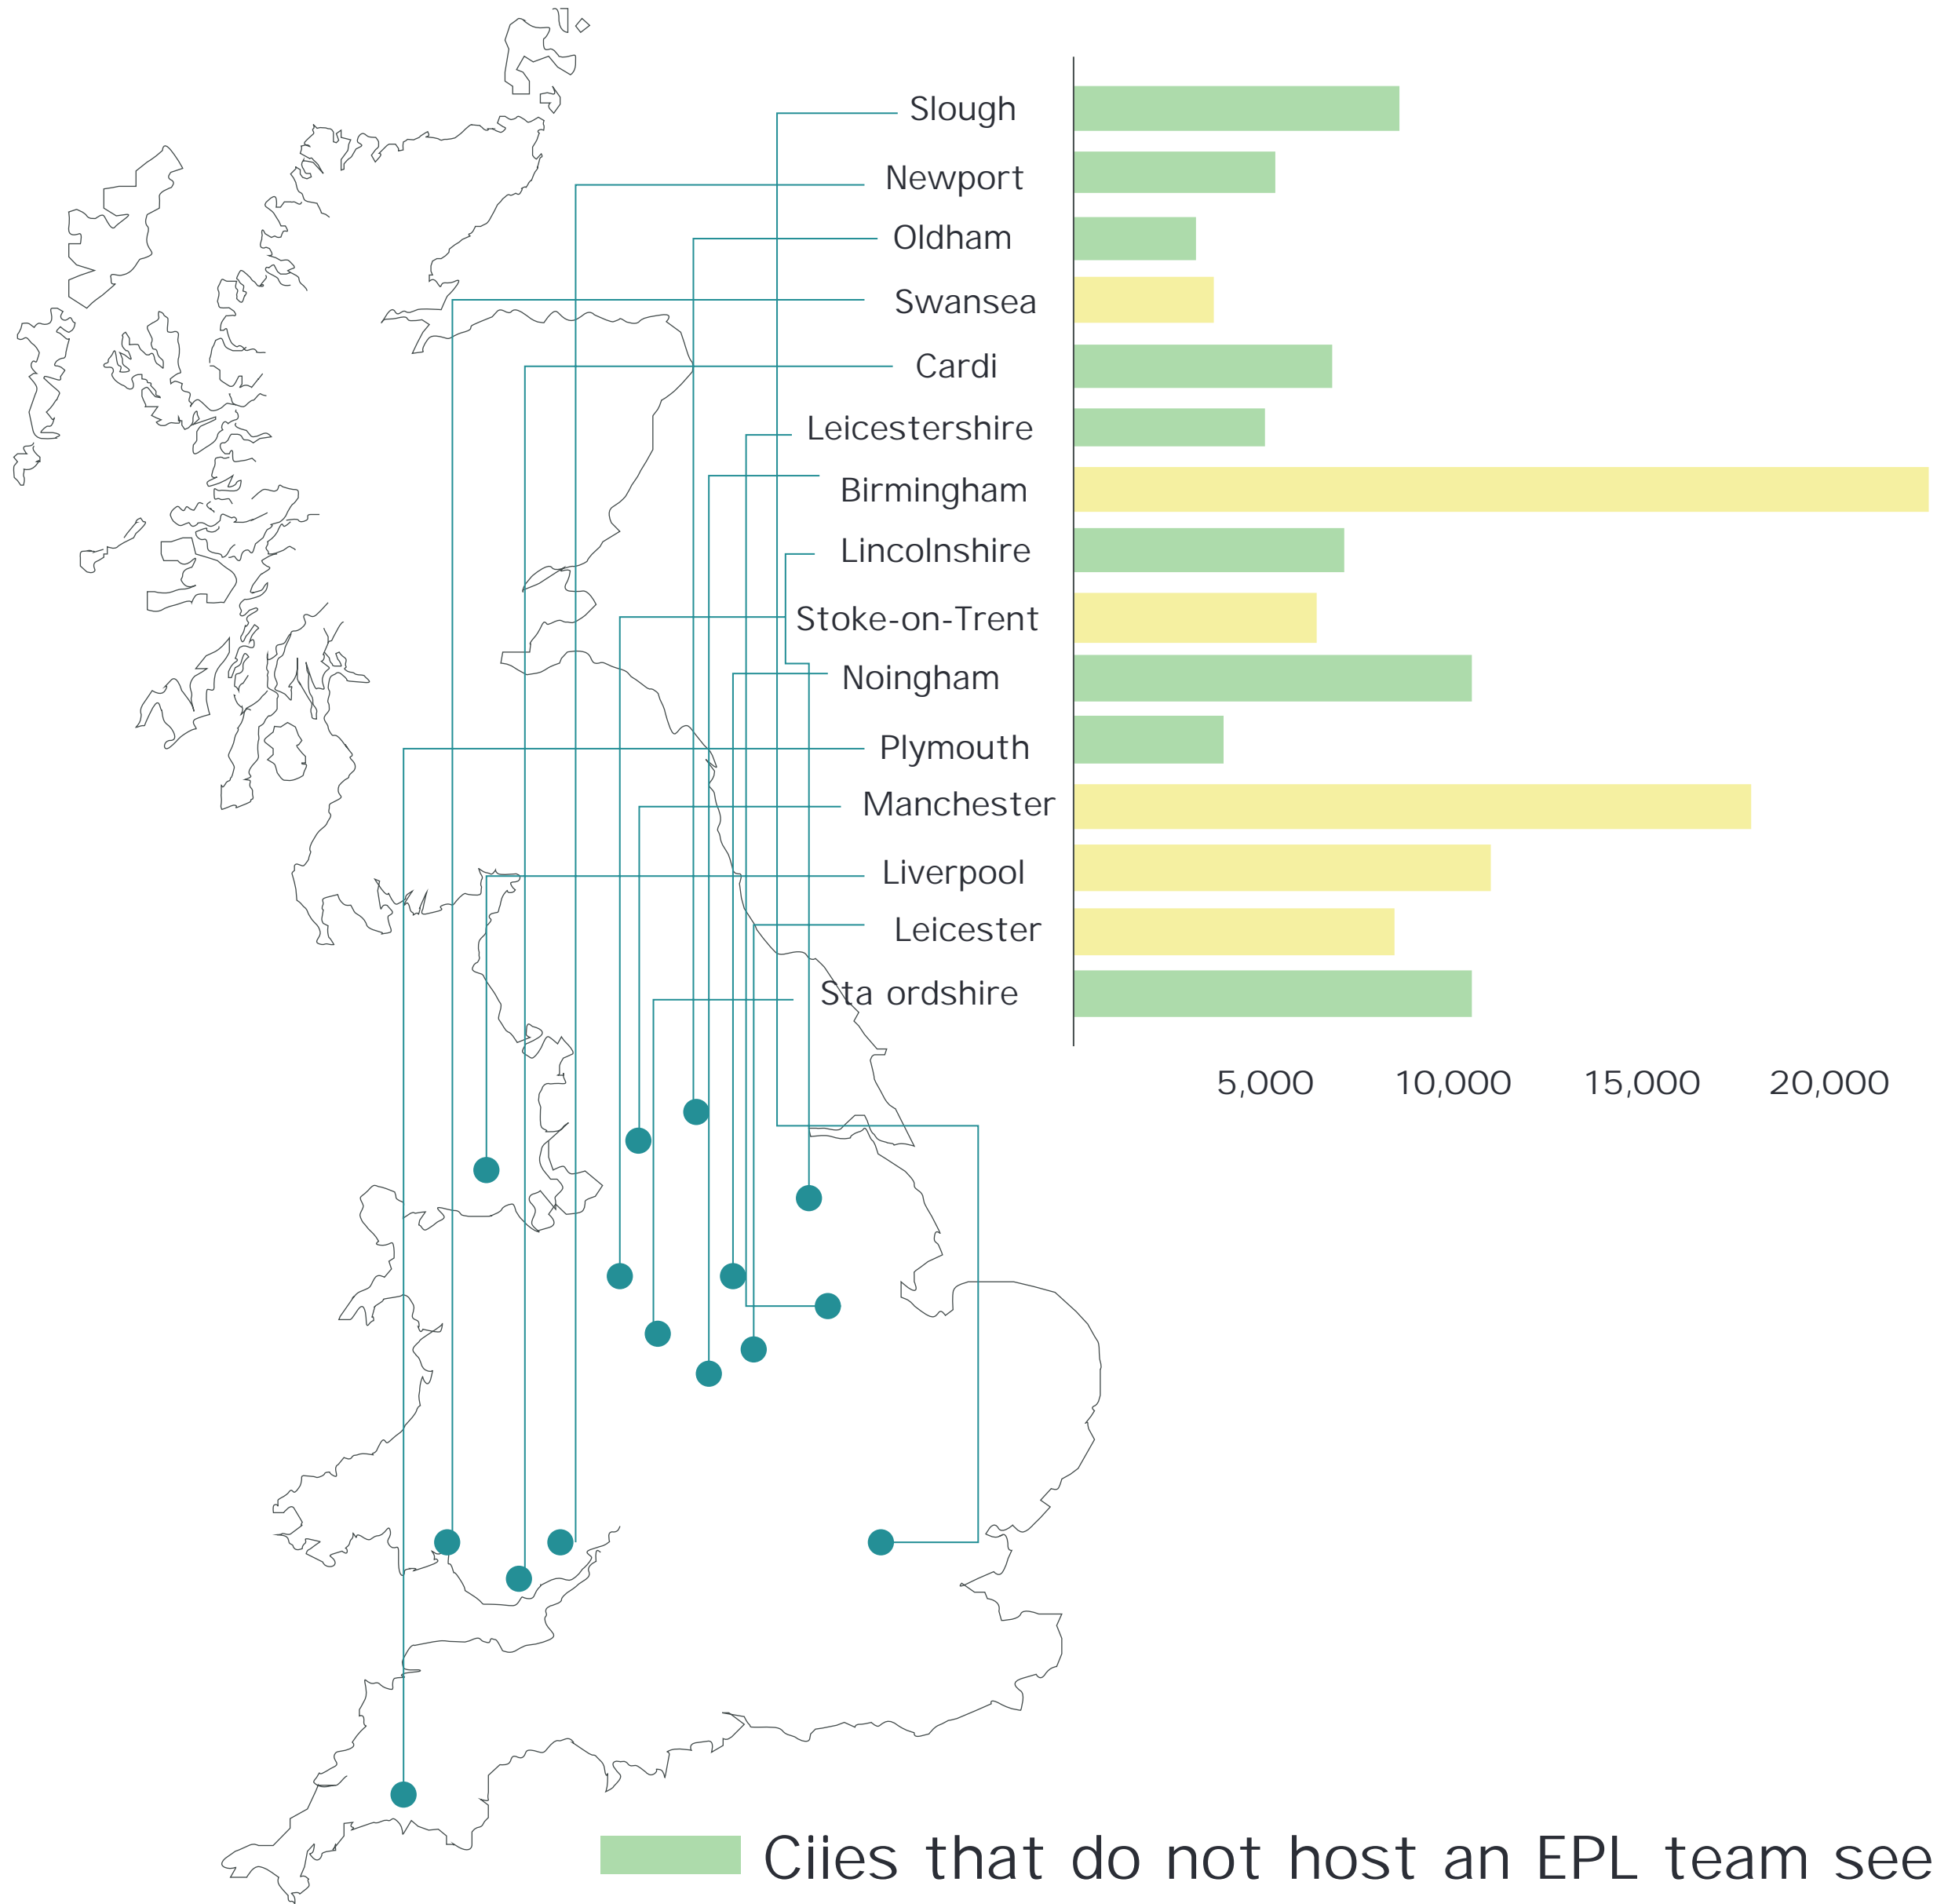 Slough
Newport
Oldham
Swansea
Cardi
Leicestershire
Birmingham
Lincolnshire
Stoke-on-Trent
Noingham
Plymouth
Manchester
Liverpool
Leicester
Sta ordshire
5,000 10,000 15,000 20,000
Ciies that do not host an EPL team see